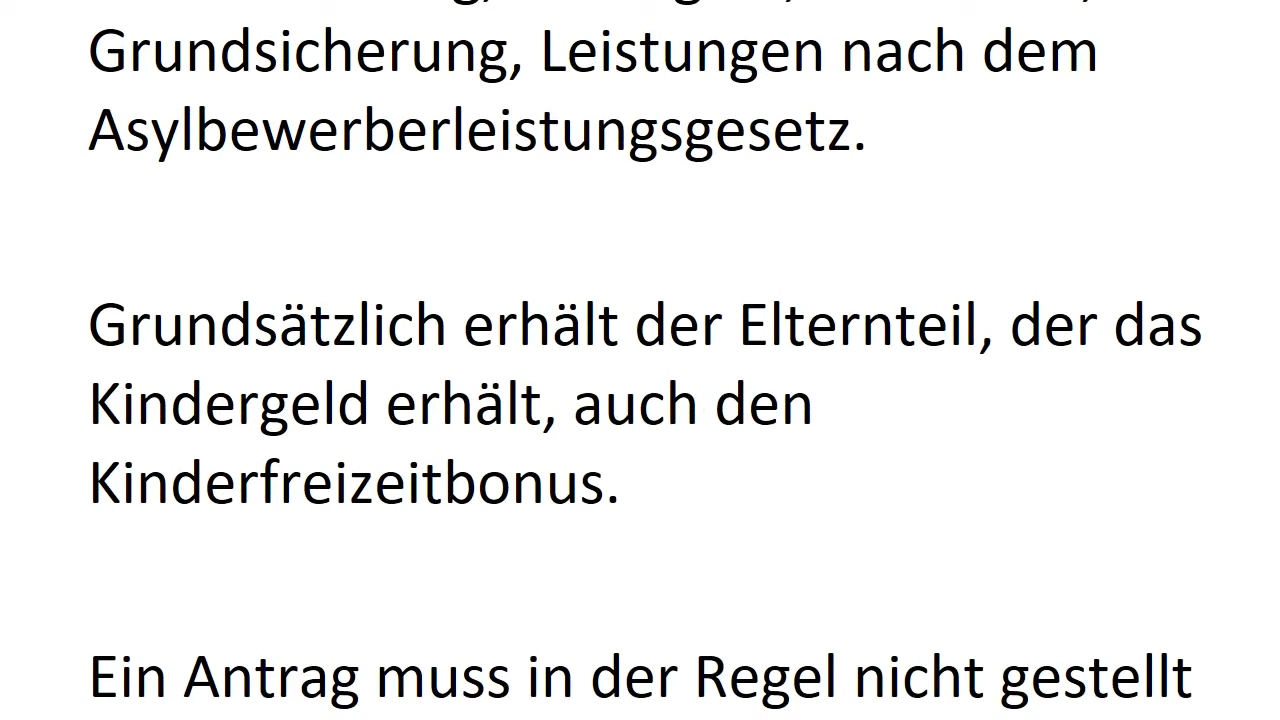 Grundsicherung, Leistungen nach dem
Asylbewerberleistungsgesetz.
Grundsätzlich erhält der Elternteil, der das
Kindergeld erhält, auch den
Kinderfreizeitbonus.
Ein Antrag muss in der Regel nicht gestellt